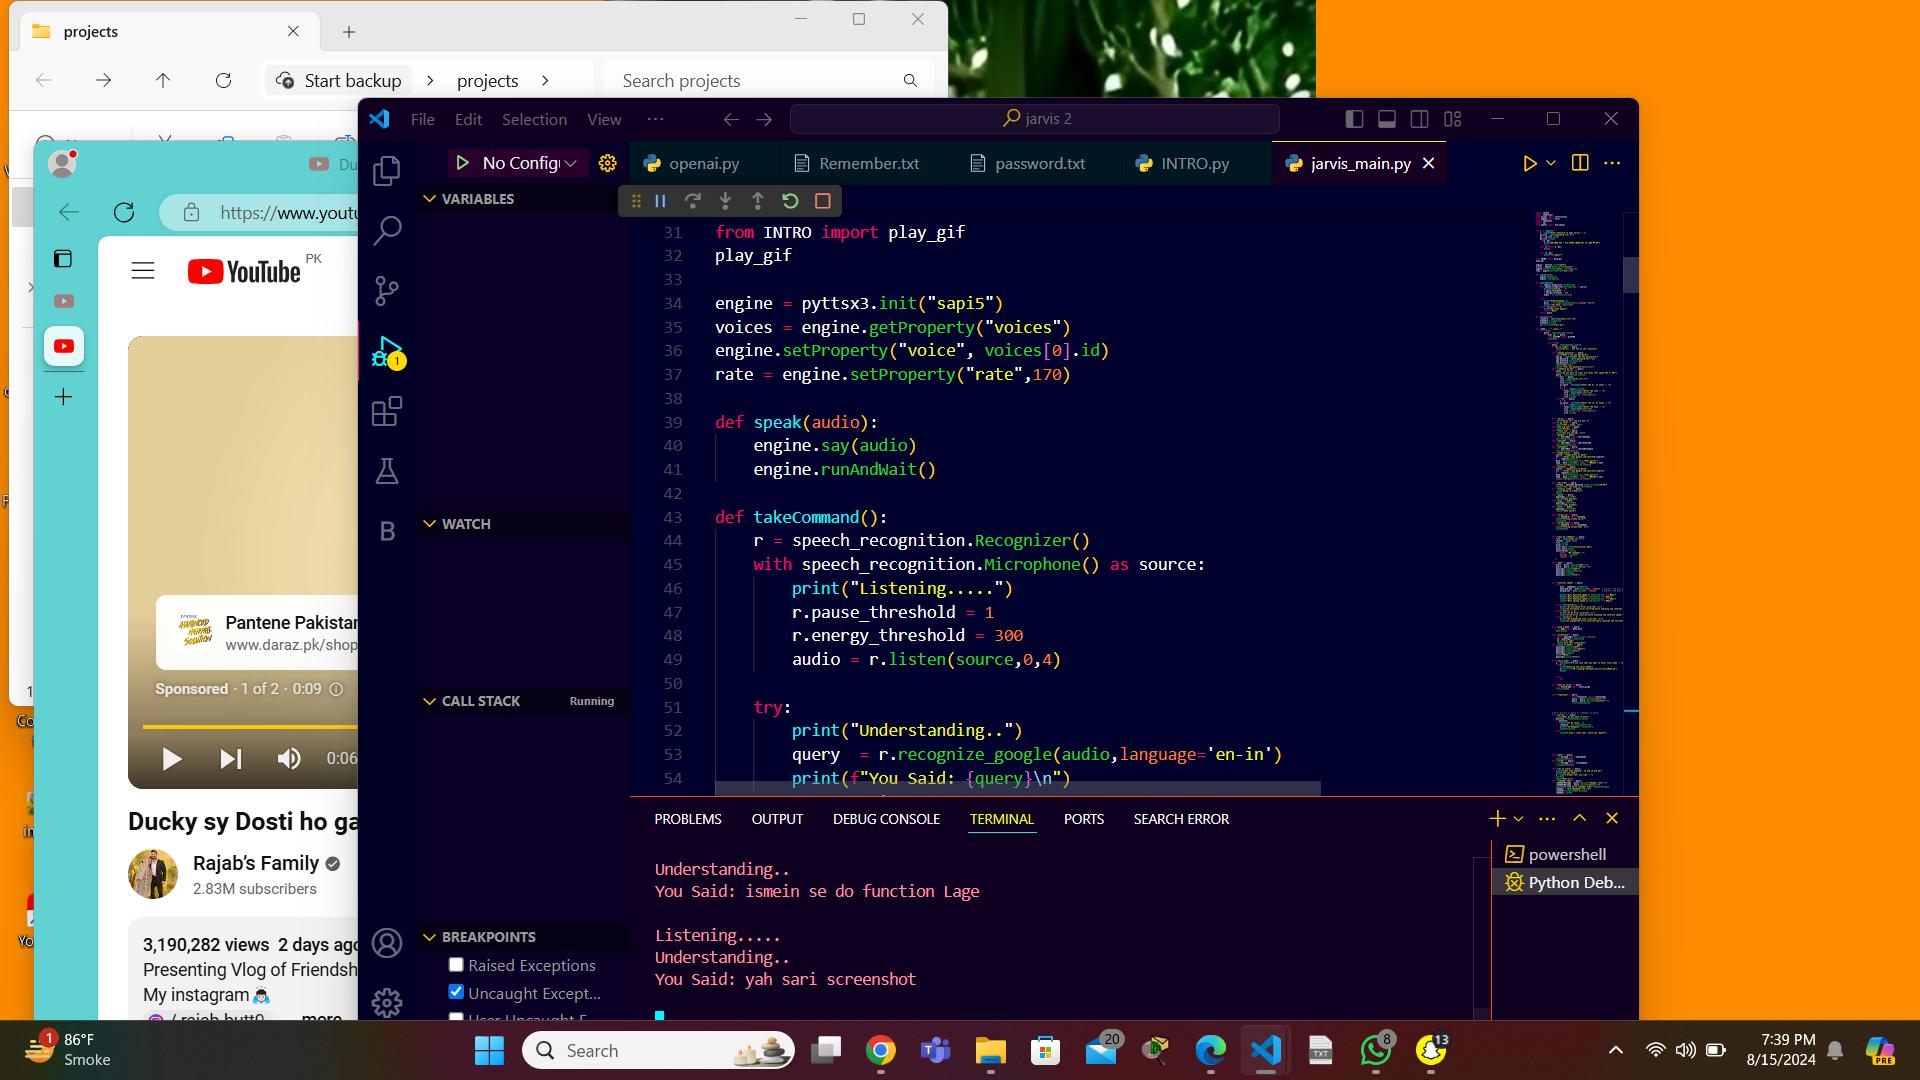 projects
Start backup
projects
Search projects
Du
https://www.youtu
YouTube
PK
Pantene Pakistan
www.daraz.pk/shop
Sponsored · 1 of 2 · 0:09
0:06
Ducky sy Dosti ho ga
Rajab's Family
2.83M subscribers
3,190,282 views 2 days ago
Presenting Vlog of Friendsh
My instagram
more
File Edit Selection View ...
jarvis 2
No Config
openai.py
Remember.txt
password.txt
INTRO.py
jarvis_main.py
VARIABLES
WATCH
CALL STACK
Running
BREAKPOINTS
Raised Exceptions
Uncaught Except...
1
B
31 from INTRO import play_gif
32 play_gif
33
34 engine = pyttsx3.init("sapi5")
35 voices = engine.getProperty("voices")
36 engine.setProperty("voice", voices[0].id)
37 rate = engine.setProperty("rate",170)
38
39 def speak(audio):
40 engine.say(audio)
41 engine.runAndWait()
42
43 def takeCommand():
44 r = speech_recognition.Recognizer()
45 with speech_recognition.Microphone() as source:
46 print("Listening.....")
47 r.pause_threshold = 1
48 r.energy_threshold = 300
49 audio = r.listen(source,0,4)
50
51 try:
52 print("Understanding..")
53 query  = r.recognize_google(audio,language='en-in')
54 print(f"You Said: {query}\n")
PROBLEMS OUTPUT DEBUG CONSOLE TERMINAL PORTS SEARCH ERROR
Understanding..
You Said: ismein se do function Lage
Listening.....
Understanding..
You Said: yah sari screenshot
powershell
Python Deb...
1
86°F
Smoke
Search
20
TXT
8
13
7:39 PM
8/15/2024
PRE